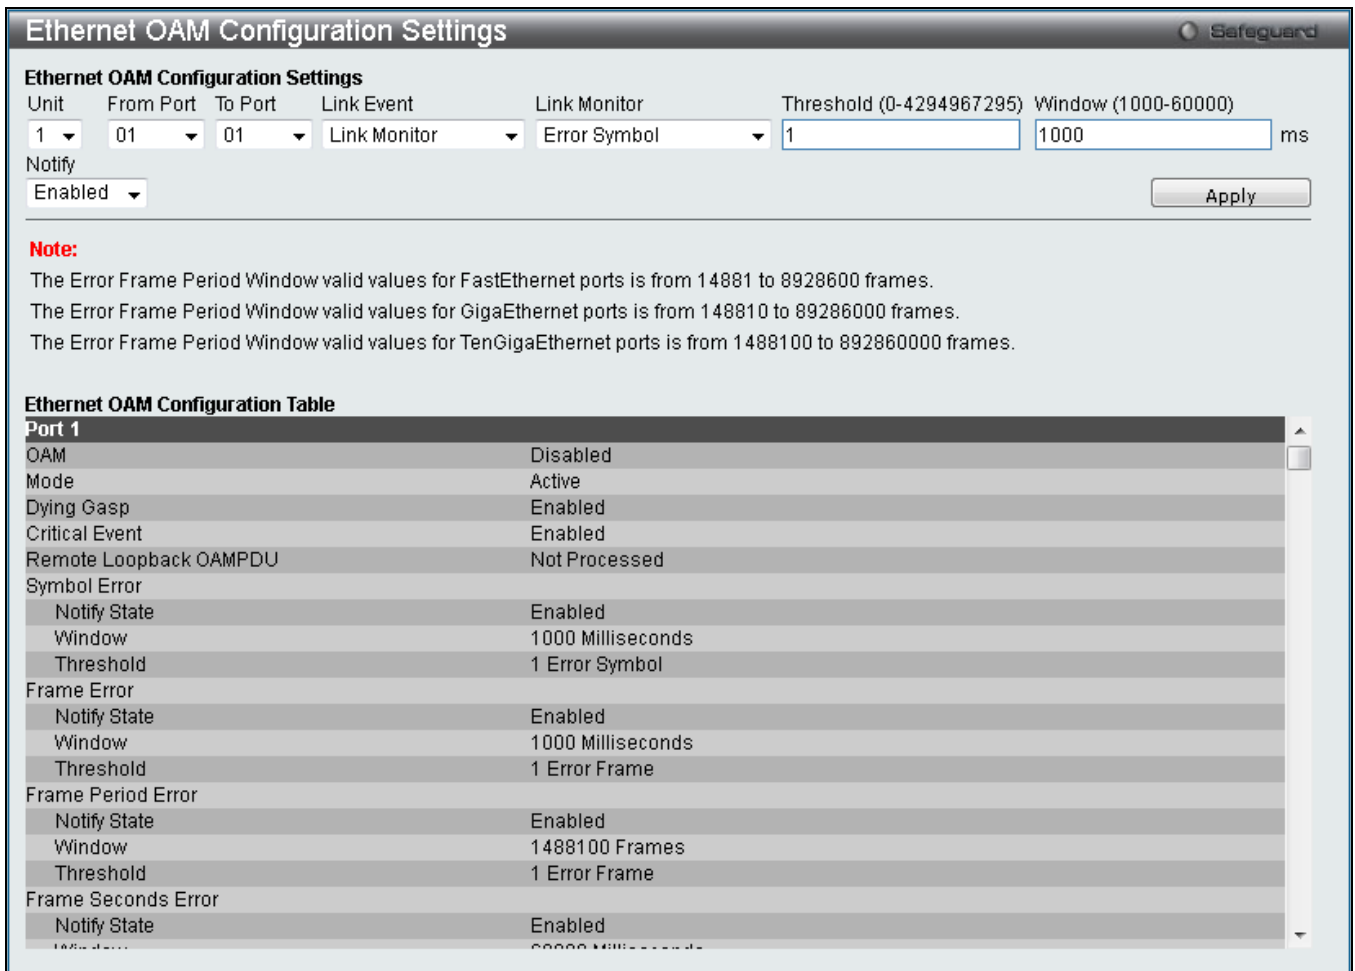 Ethernet OAM Configuration Settings
Safeguard
Ethernet OAM Configuration Settings
Unit From Port To Port Link Event Link Monitor Threshold (0-4294967295) Window (1000-60000)
1 01 01 Link Monitor Error Symbol 1 1000 ms
Notify
Enabled
Apply
Note:
The Error Frame Period Window valid values for FastEthernet ports is from 14881 to 8928600 frames.
The Error Frame Period Window valid values for GigaEthernet ports is from 148810 to 89286000 frames.
The Error Frame Period Window valid values for TenGigaEthernet ports is from 1488100 to 892860000 frames.
Ethernet OAM Configuration Table
Port 1
OAM Disabled
Mode Active
Dying Gasp Enabled
Critical Event Enabled
Remote Loopback OAMPDU Not Processed
Symbol Error
Notify State Enabled
Window 1000 Milliseconds
Threshold 1 Error Symbol
Frame Error
Notify State Enabled
Window 1000 Milliseconds
Threshold 1 Error Frame
Frame Period Error
Notify State Enabled
Window 1488100 Frames
Threshold 1 Error Frame
Frame Seconds Error
Notify State Enabled